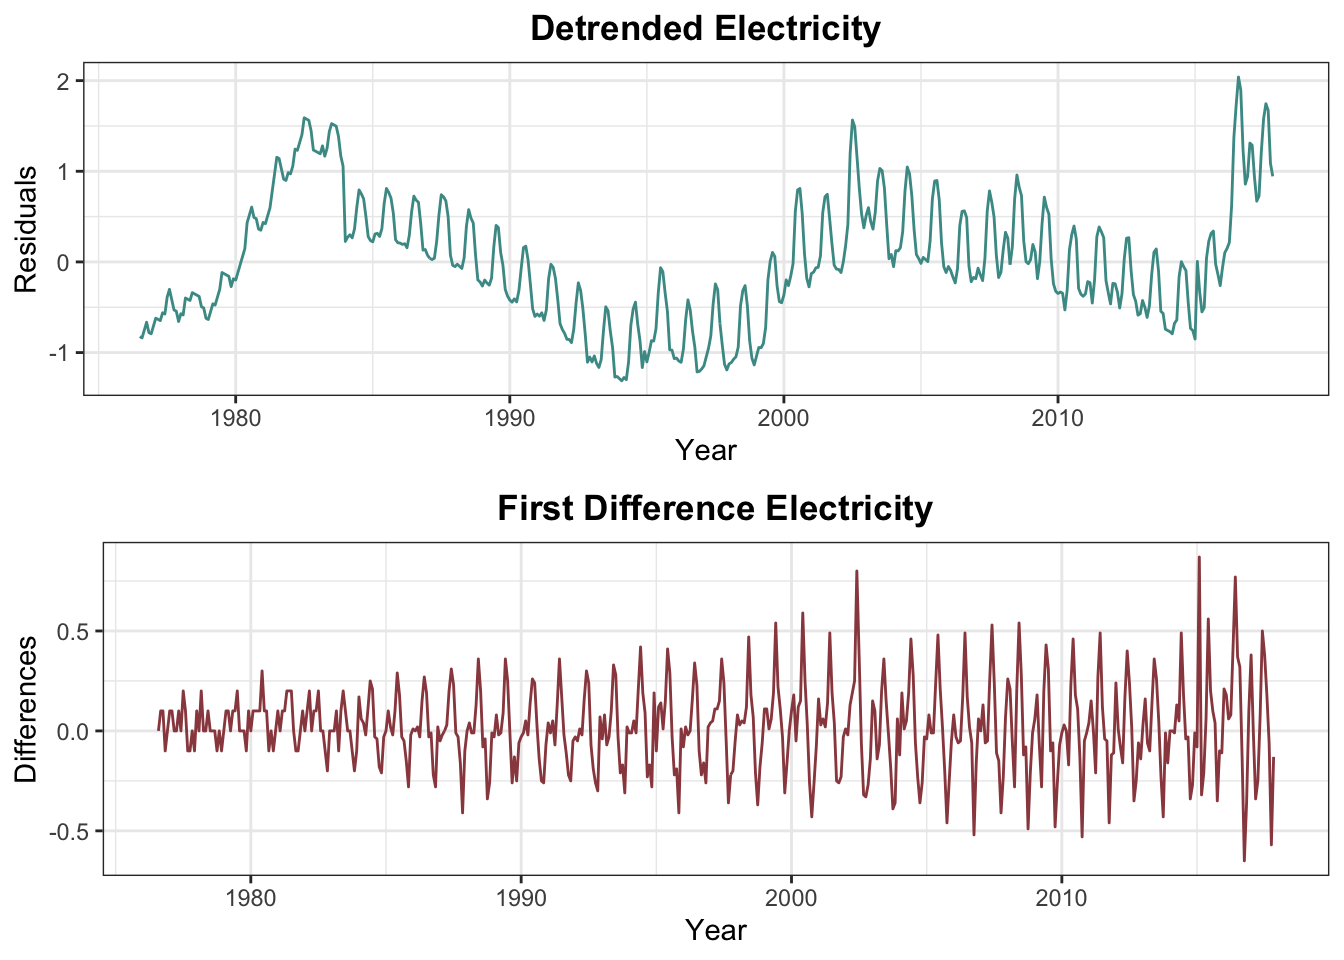 Detrended Electricity
Residuals
2
1
0
-1
1980 1990 2000 2010
Year
First Difference Electricity
Differences
0.5
0.0
-0.5
1980 1990 2000 2010
Year